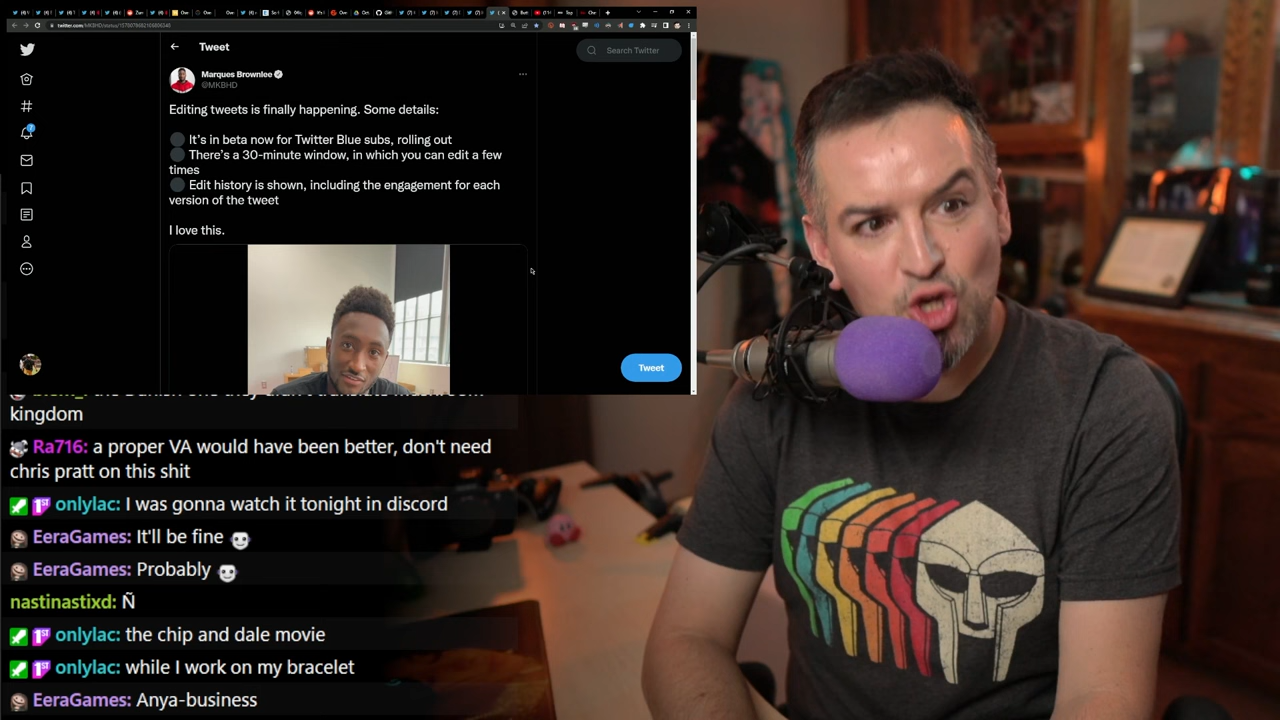 twitter.com/MKBHD/status/
Tweet
Search Twitter
Marques Brownlee
@MKBHD
Editing tweets is finally happening. Some details:
It's in beta now for Twitter Blue subs, rolling out
There's a 30-minute window, in which you can edit a few
times
Edit history is shown, including the engagement for each
version of the tweet
I love this.
Tweet
kingdom
Ra716: a proper VA would have been better, don't need
chris pratt on this shit
onlylac: I was gonna watch it tonight in discord
EeraGames: It'll be fine
EeraGames: Probably
nastinastixd: Ñ
onlylac: the chip and dale movie
onlylac: while I work on my bracelet
EeraGames: Anya-business